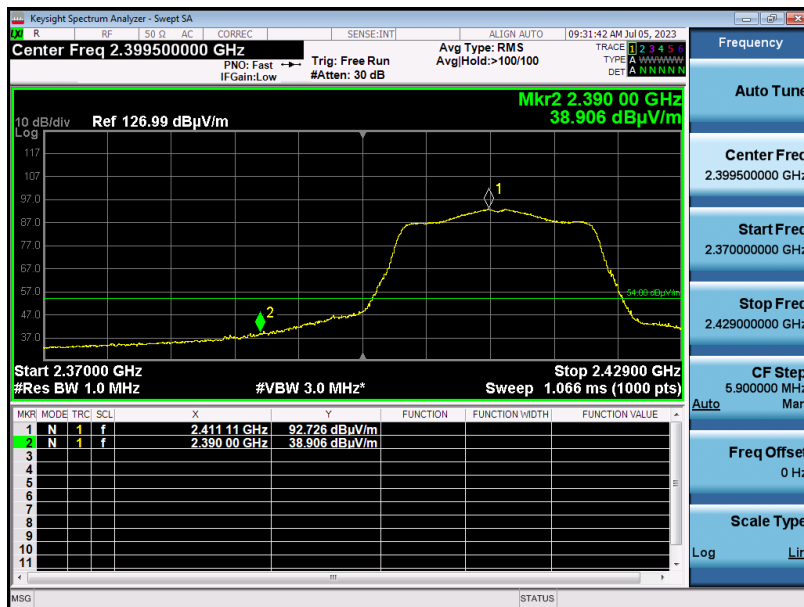 Keysight Spectrum Analyzer - Swept SA
LXI R RF 50 Ω AC CORREC SENSE:INT ALIGN AUTO 09:31:42 AM Jul 05, 2023
Center Freq 2.399500000 GHz
PNO: Fast
IFGain:Low
Trig: Free Run
#Atten: 30 dB
Avg Type: RMS
Avg|Hold:>100/100
TRACE 1 2 3 4 5 6
TYPE A W W W W W
DET A N N N N N
Mkr2 2.390 00 GHz
38.906 dBµV/m
10 dB/div Ref 126.99 dBµV/m
Log
117
107
97.0
87.0
77.0
67.0
57.0
47.0
37.0
1
2
54.00 dBµV/m
Start 2.37000 GHz Stop 2.42900 GHz
#Res BW 1.0 MHz #VBW 3.0 MHz* Sweep 1.066 ms (1000 pts)
MKR MODE TRC SCL X Y FUNCTION FUNCTION WIDTH FUNCTION VALUE
1 N 1 f 2.411 11 GHz 92.726 dBµV/m
2 N 1 f 2.390 00 GHz 38.906 dBµV/m
3
4
5
6
7
8
9
10
11
MSG STATUS
Frequency
Auto Tune
Center Freq
2.399500000 GHz
Start Freq
2.370000000 GHz
Stop Freq
2.429000000 GHz
CF Step
5.900000 MHz
Auto Man
Freq Offset
0 Hz
Scale Type
Log Lin